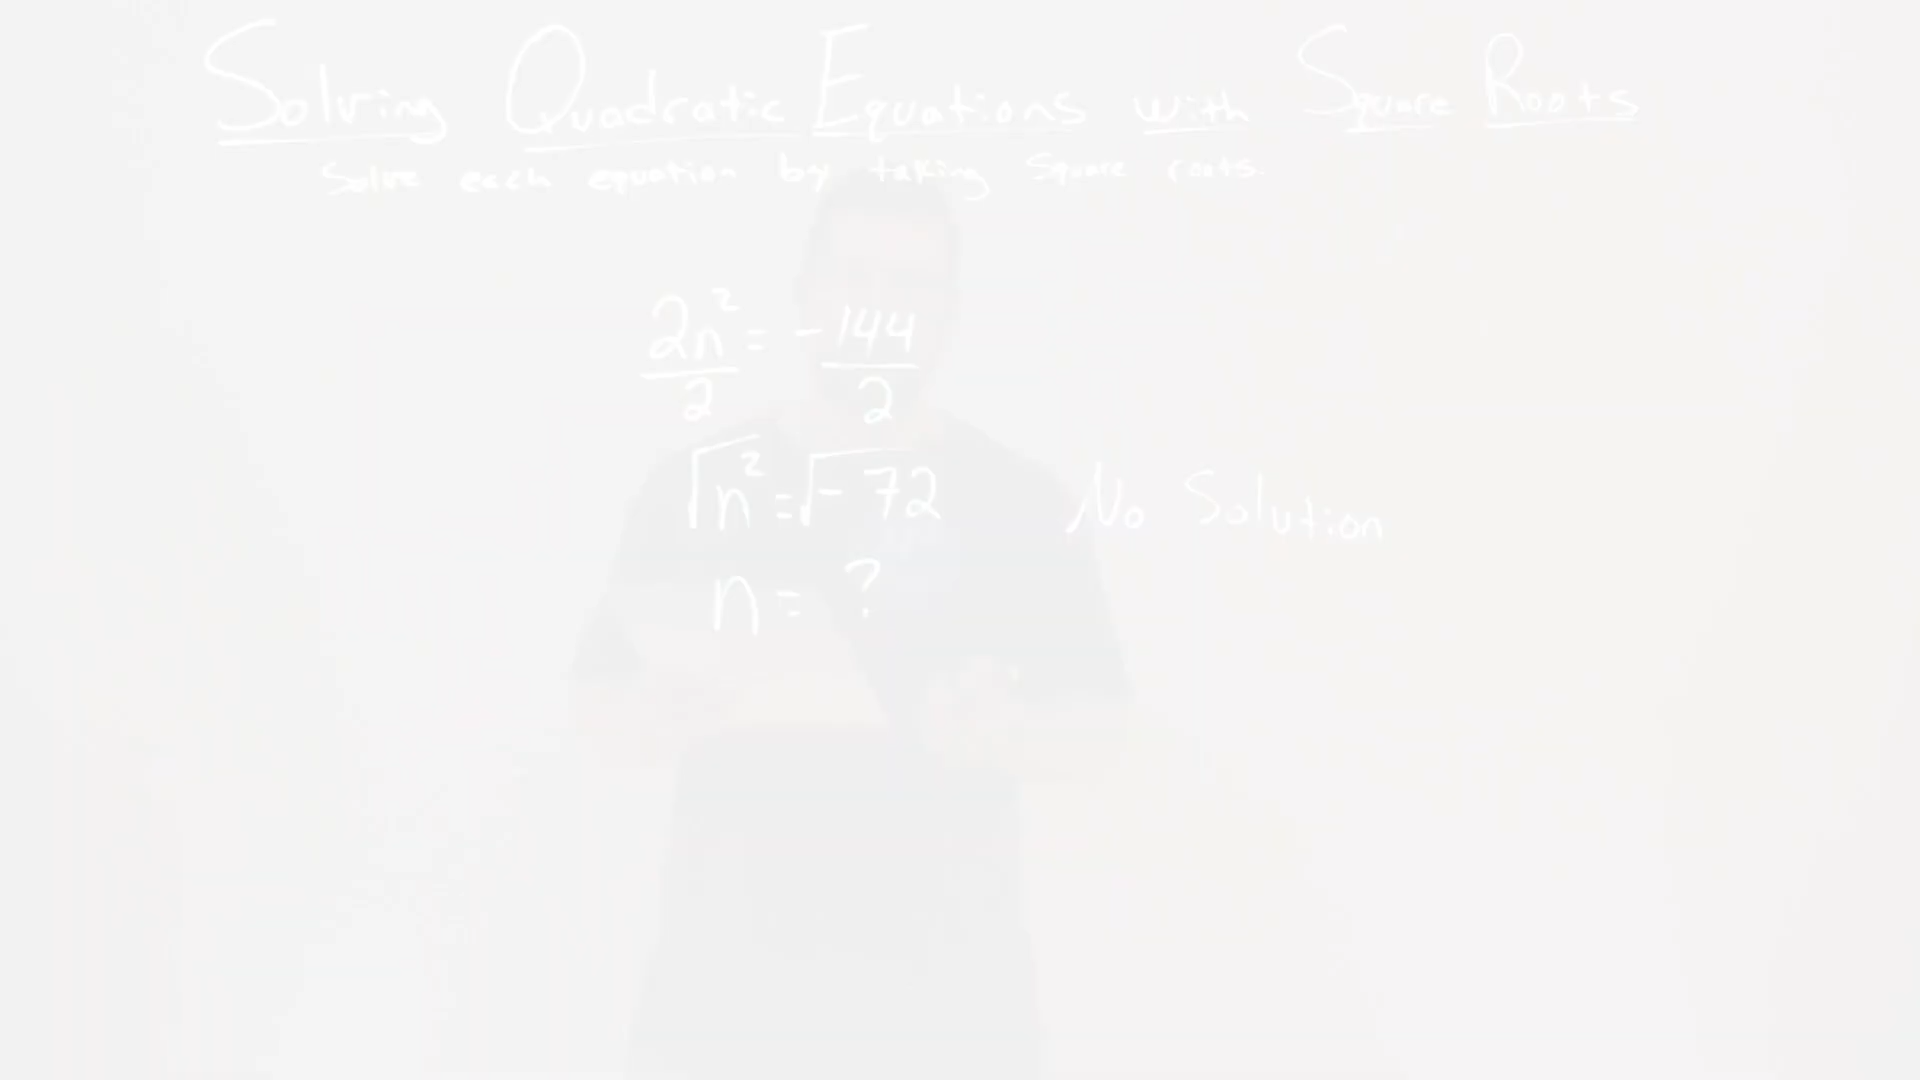 Solving Quadratic Equations with Square Roots
Solve each equation by taking square roots.
2n² = -144
2 2
√n² = √-72 No Solution
n = ?